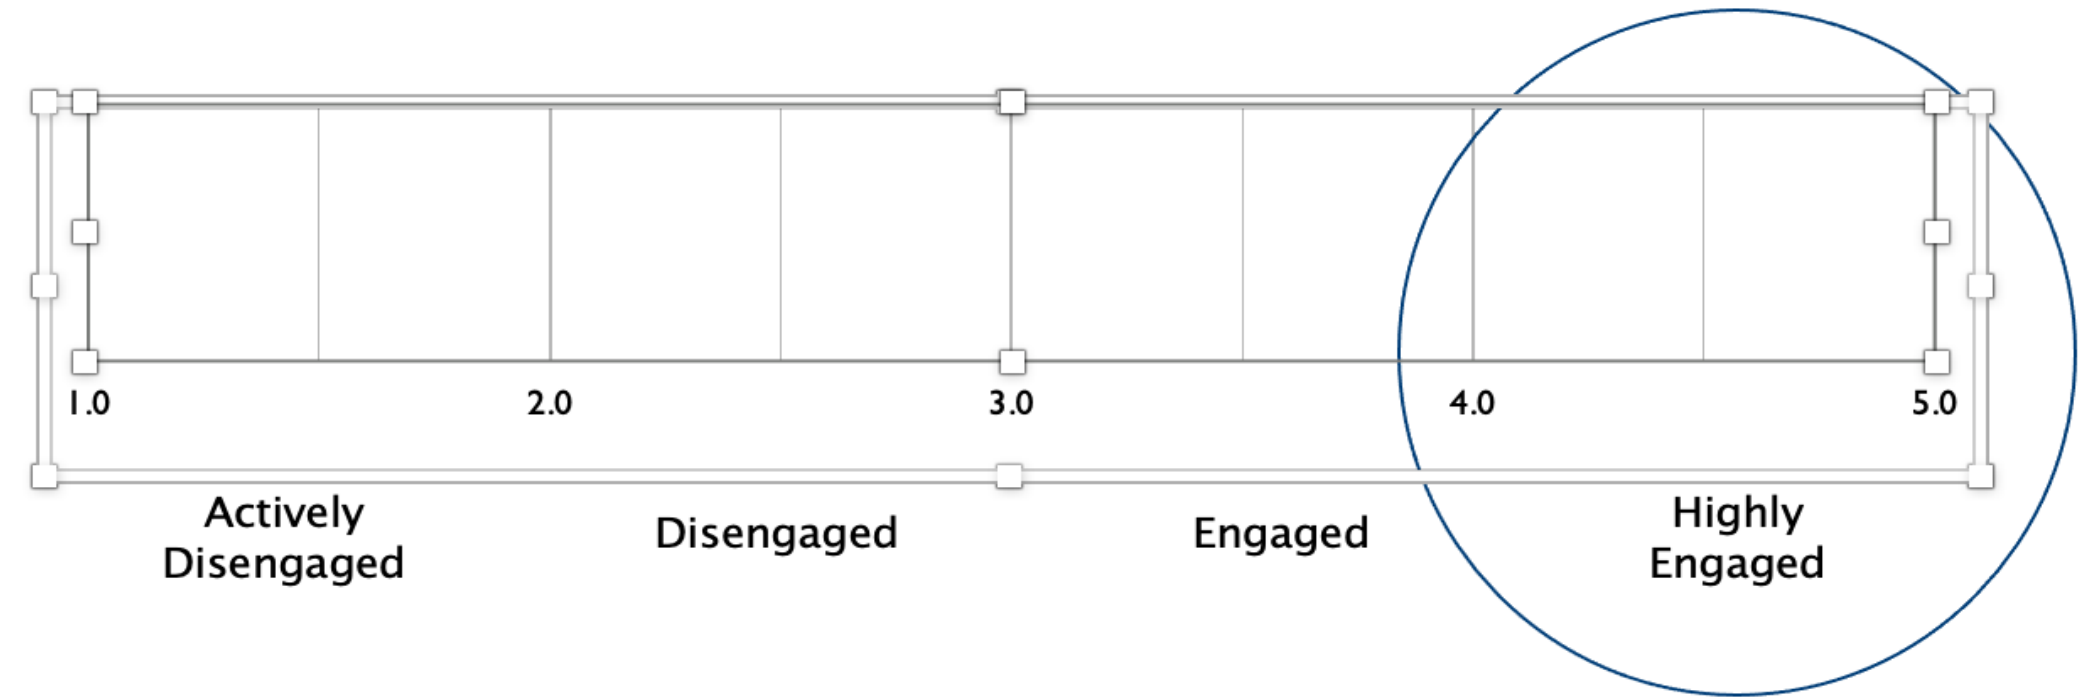 1.0 2.0 3.0 4.0 5.0
Actively
Disengaged
Disengaged
Engaged
Highly
Engaged